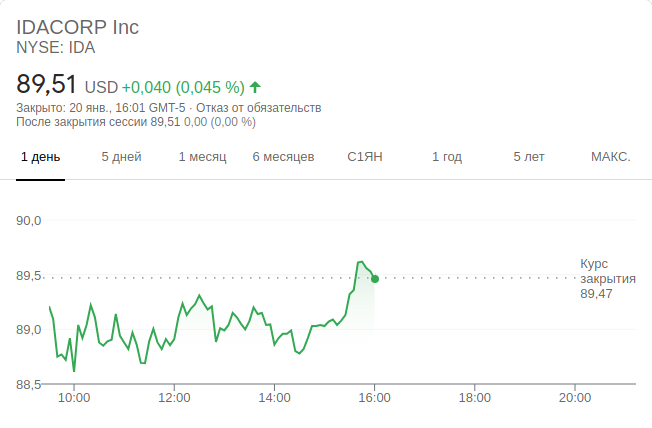 IDACORP Inc
NYSE: IDA
89,51 USD +0,040 (0,045 %)
Закрыто: 20 янв., 16:01 GMT-5 · Отказ от обязательств
После закрытия сессии 89,51 0,00 (0,00 %)
1 день 5 дней 1 месяц 6 месяцев С1ЯН 1 год 5 лет МАКС.
90,0
89,5
89,0
88,5
Курс
закрытия
89,47
10:00 12:00 14:00 16:00 18:00 20:00